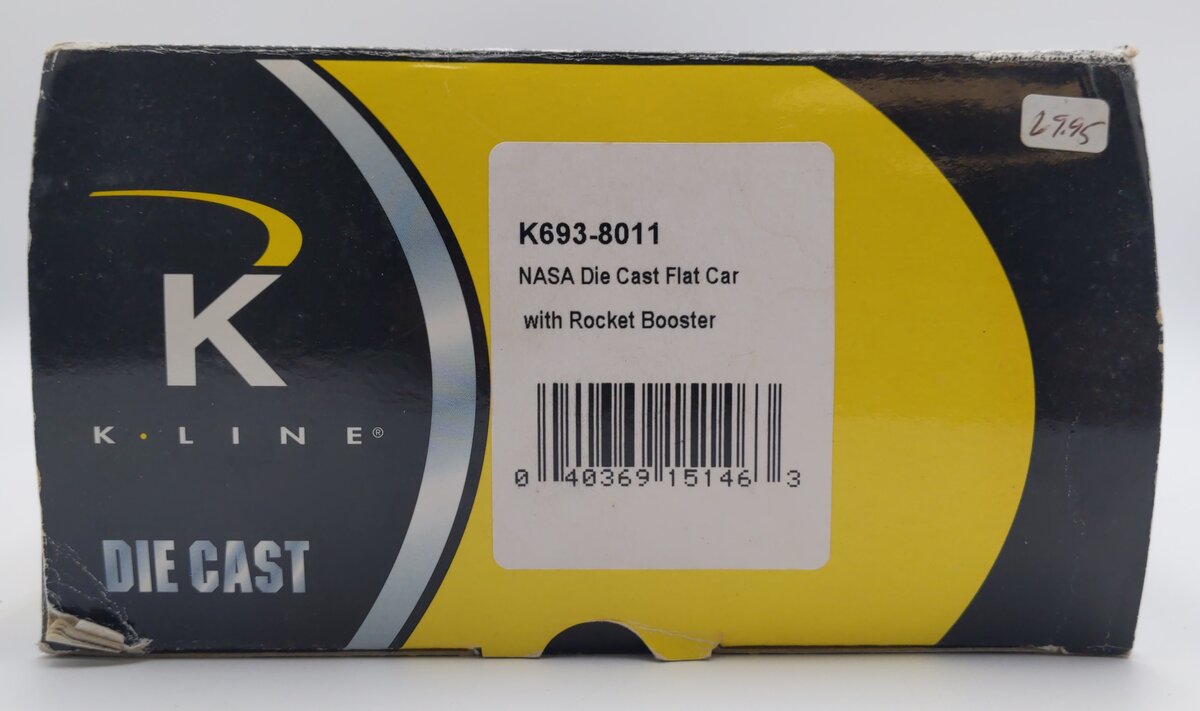 K
K·LINE®
DIE CAST
K693-8011
NASA Die Cast Flat Car
with Rocket Booster
0 40369 15146 3
29.95